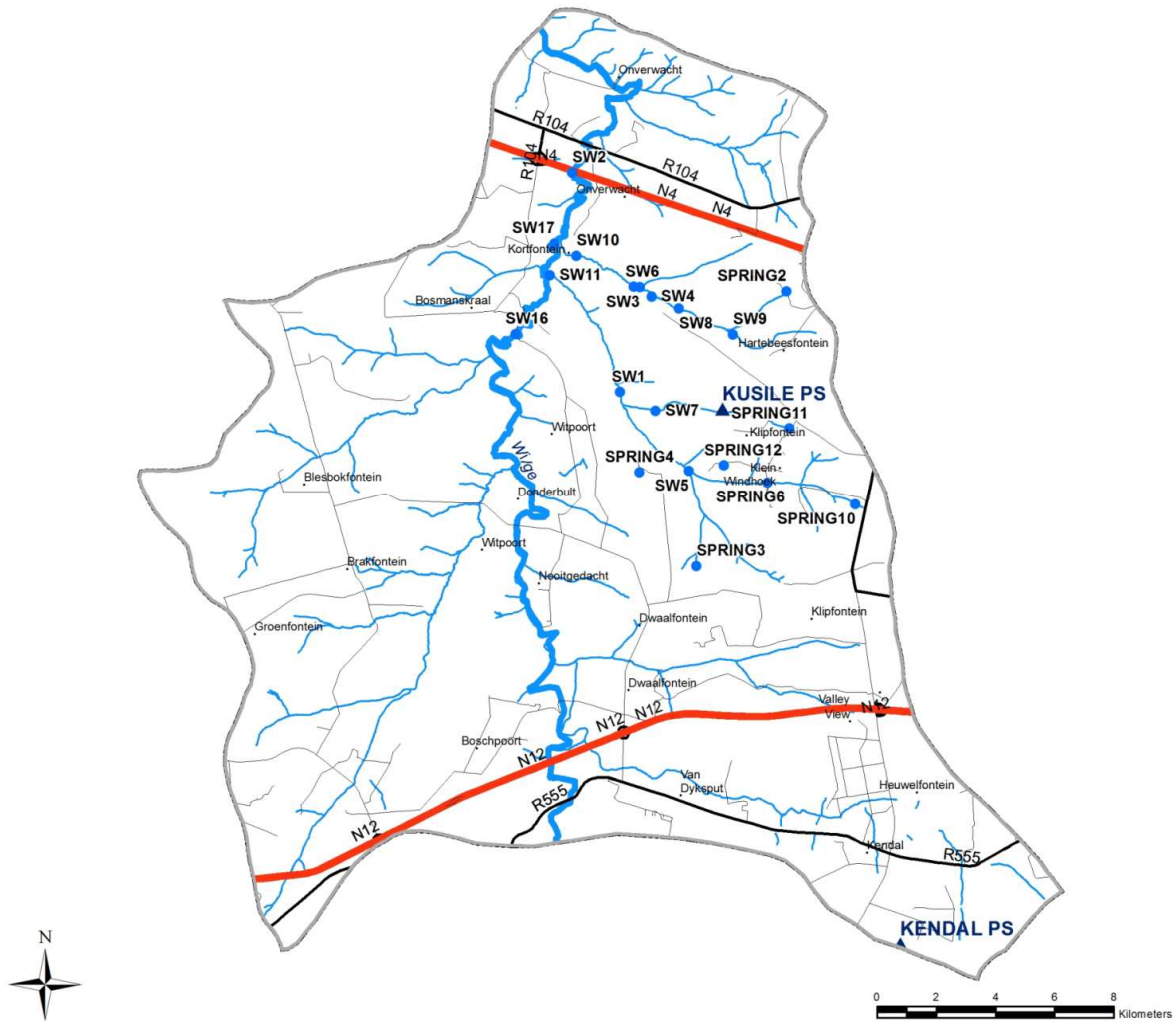 Onverwacht
R104
R104
R104
N4
SW2
N4
N4
Onverwacht
SW17
SW10
Kortfontein
SW11
SW6
SPRING2
SW3
SW4
Bosmanskraal
SW8
SW9
SW16
Hartebeesfontein
SW1
KUSILE PS
SW7
SPRING11
Klipfontein
Witpoort
Wilge
SPRING4
SPRING12
Klein
Blesbokfontein
SW5
Windhoek
Donderbult
SPRING6
SPRING10
Witpoort
SPRING3
Brakfontein
Nooitgedacht
Klipfontein
Groenfontein
Dwaalfontein
Dwaalfontein
Valley
View
N12
N12
N12
Boschpoort
N12
Van
Dyksput
Heuwelfontein
R555
N12
Kendal
R555
KENDAL PS
N
0 2 4 6 8
Kilometers